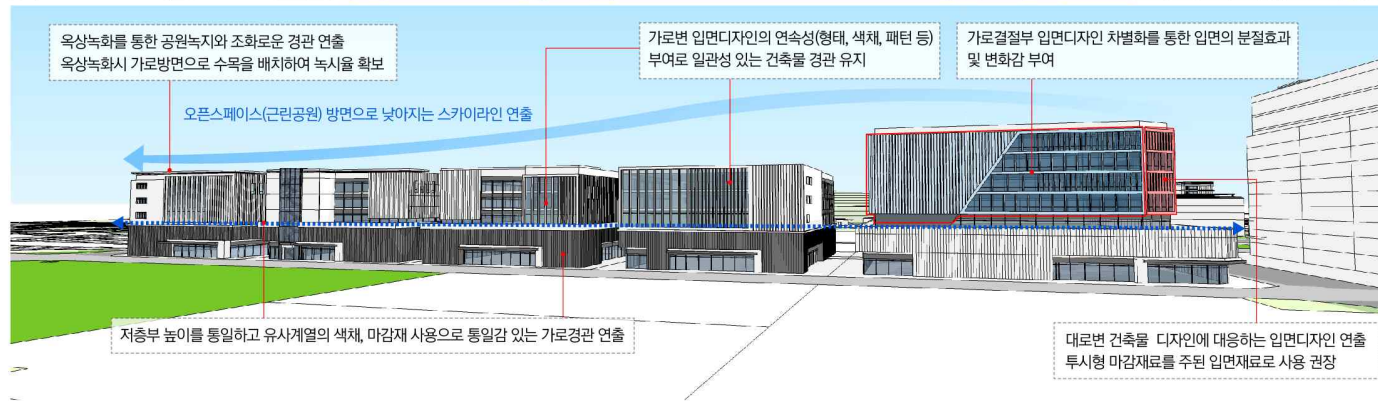 옥상녹화를 통한 공원녹지와 조화로운 경관 연출
옥상녹화시 가로방면으로 수목을 배치하여 녹시율 확보
가로변 입면디자인의 연속성(형태, 색채, 패턴 등)
부여로 일관성 있는 건축물 경관 유지
가로결절부 입면디자인 차별화를 통한 입면의 분절효과
및 변화감 부여
오픈스페이스(근린공원) 방면으로 낮아지는 스카이라인 연출
저층부 높이를 통일하고 유사계열의 색채, 마감재 사용으로 통일감 있는 가로경관 연출
대로변 건축물 디자인에 대응하는 입면디자인 연출
투시형 마감재료를 주된 입면재료로 사용 권장